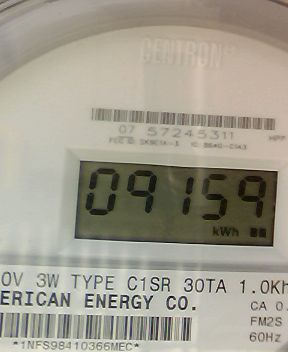 CENTRON®
07 57245311
09159
kWh
0V 3W TYPE C1SR 30TA 1.0Kh
ERICAN ENERGY CO.
CA 0.
FM2S
60Hz
*1NFS98410366MEC*